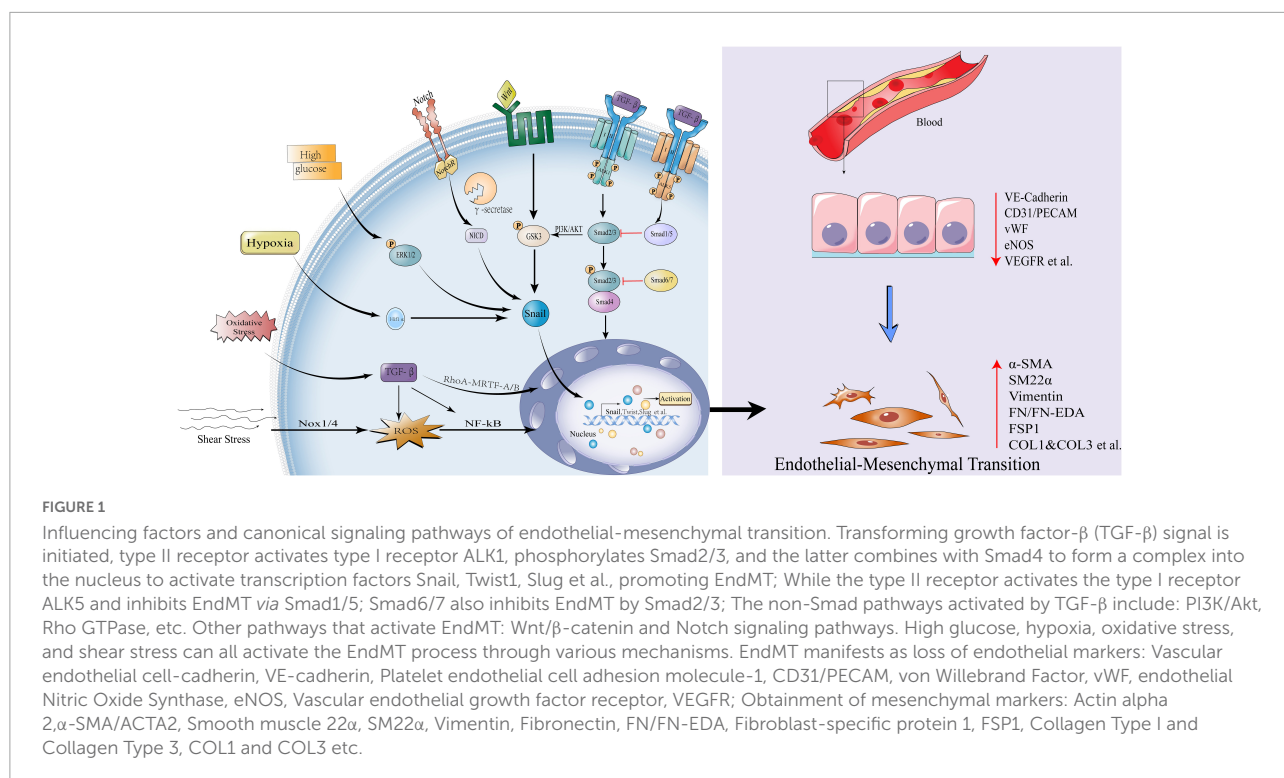 Notch
Wnt
TGF-β
TGF-β
High
glucose
NotchR
γ-secretase
Hypoxia
P
ERK1/2
NICD
P
GSK3
PI3K/AKT
Smad2/3
Smad1/5
P
Smad2/3
Smad4
Smad6/7
Snail
Oxidative
Stress
TGF-β
RhoA-MRTF-A/B
Shear Stress
Nox1/4
ROS
NF-kB
Activation
Snail,Twist,Slug et al.
Nucleus
Blood
VE-Cadherin
CD31/PECAM
vWF
eNOS
VEGFR et al.
α-SMA
SM22α
Vimentin
FN/FN-EDA
FSP1
COL1&COL3 et al.
Endothelial-Mesenchymal Transition
FIGURE 1
Influencing factors and canonical signaling pathways of endothelial-mesenchymal transition. Transforming growth factor-β (TGF-β) signal is
initiated, type II receptor activates type I receptor ALK1, phosphorylates Smad2/3, and the latter combines with Smad4 to form a complex into
the nucleus to activate transcription factors Snail, Twist1, Slug et al., promoting EndMT; While the type II receptor activates the type I receptor
ALK5 and inhibits EndMT via Smad1/5; Smad6/7 also inhibits EndMT by Smad2/3; The non-Smad pathways activated by TGF-β include: PI3K/Akt,
Rho GTPase, etc. Other pathways that activate EndMT: Wnt/β-catenin and Notch signaling pathways. High glucose, hypoxia, oxidative stress,
and shear stress can all activate the EndMT process through various mechanisms. EndMT manifests as loss of endothelial markers: Vascular
endothelial cell-cadherin, VE-cadherin, Platelet endothelial cell adhesion molecule-1, CD31/PECAM, von Willebrand Factor, vWF, endothelial
Nitric Oxide Synthase, eNOS, Vascular endothelial growth factor receptor, VEGFR; Obtainment of mesenchymal markers: Actin alpha
2,α-SMA/ACTA2, Smooth muscle 22α, SM22α, Vimentin, Fibronectin, FN/FN-EDA, Fibroblast-specific protein 1, FSP1, Collagen Type I and
Collagen Type 3, COL1 and COL3 etc.